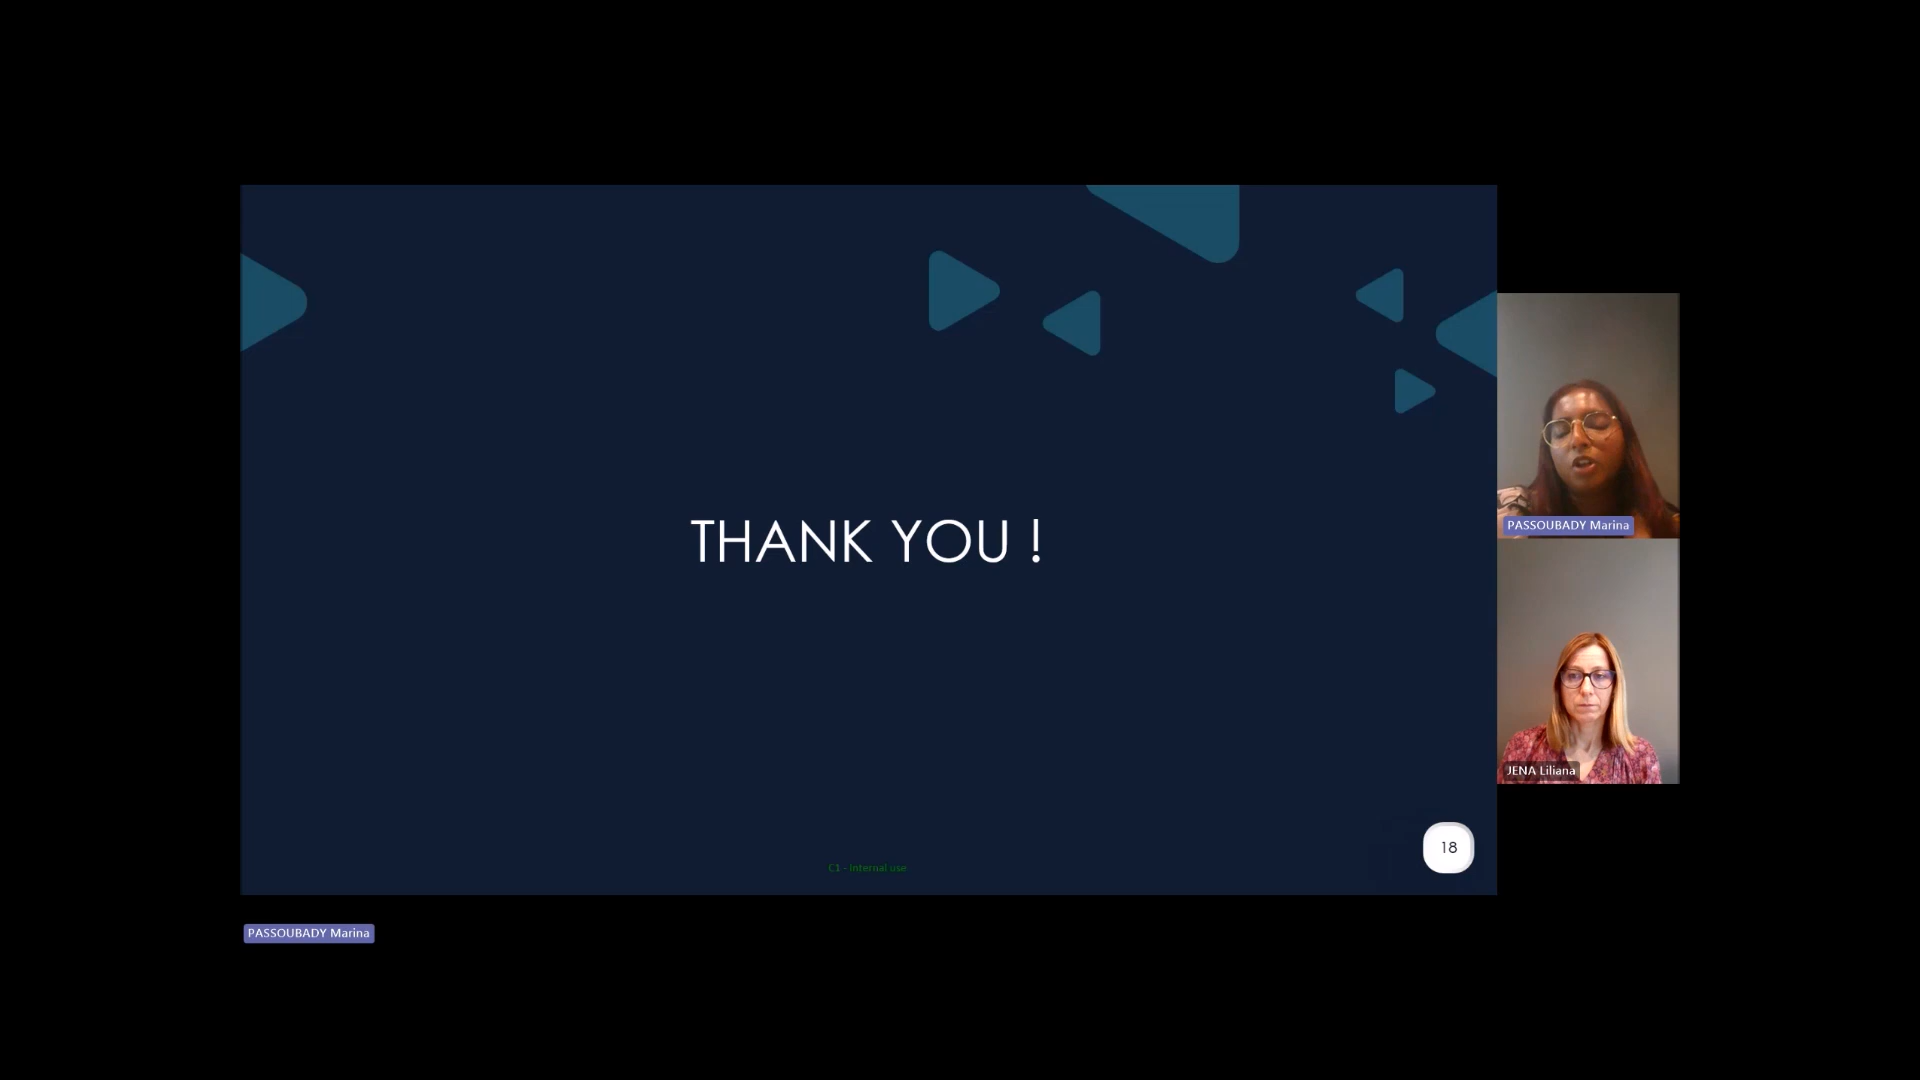 THANK YOU !
PASSOUBADY Marina
JENA Liliana
18
C1 - Internal use
PASSOUBADY Marina